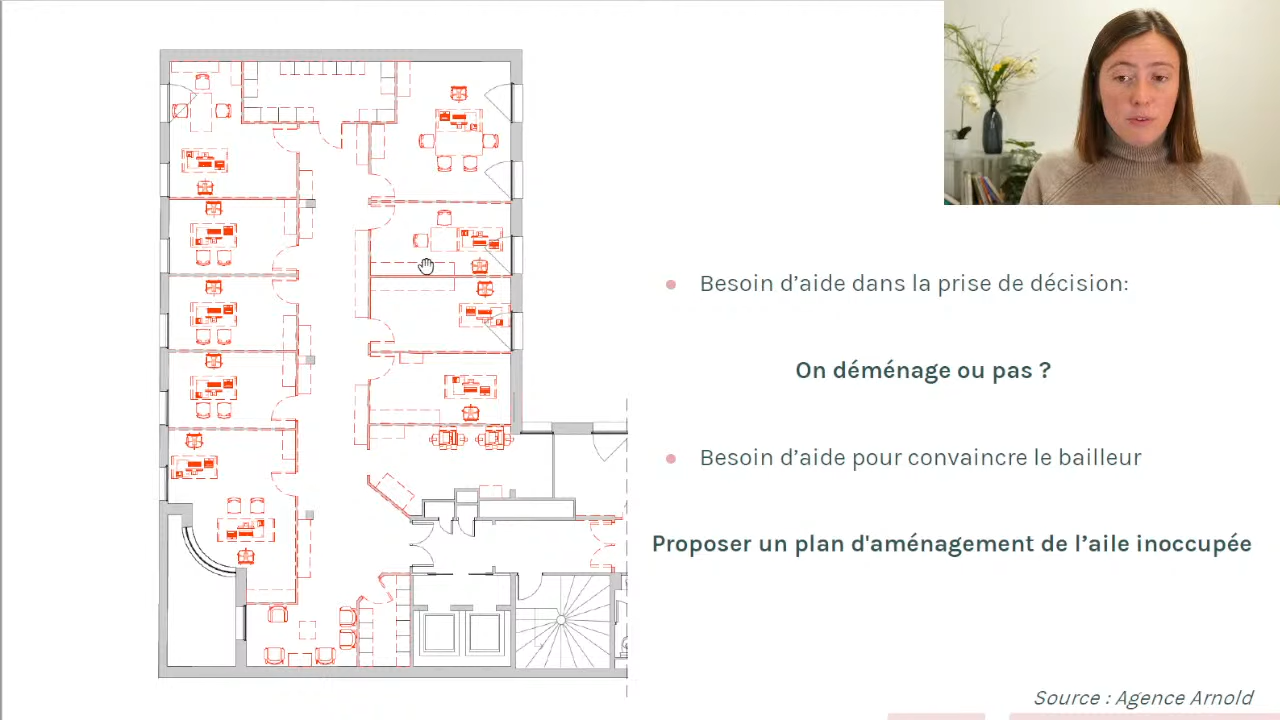 Besoin d’aide dans la prise de décision:
On déménage ou pas ?
Besoin d’aide pour convaincre le bailleur
Proposer un plan d'aménagement de l’aile inoccupée
Source : Agence Arnold